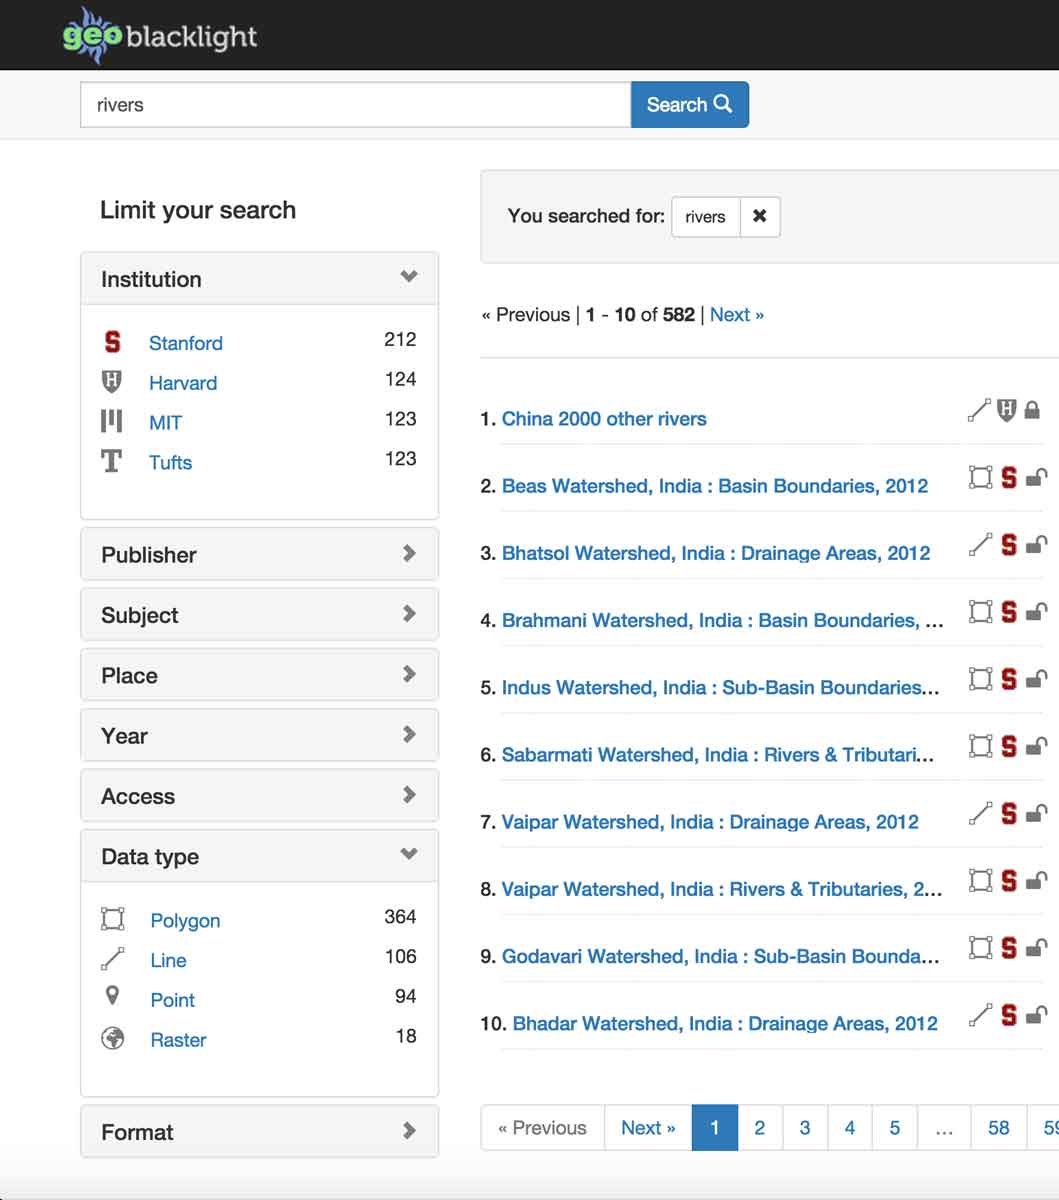 geoblacklight
rivers
Search
Limit your search
You searched for: rivers ✖
Institution
Stanford 212
Harvard 124
MIT 123
Tufts 123
Publisher
Subject
Place
Year
Access
Data type
Polygon 364
Line 106
Point 94
Raster 18
Format
« Previous | 1 - 10 of 582 | Next »
1. China 2000 other rivers
2. Beas Watershed, India : Basin Boundaries, 2012
3. Bhatsol Watershed, India : Drainage Areas, 2012
4. Brahmani Watershed, India : Basin Boundaries, ...
5. Indus Watershed, India : Sub-Basin Boundaries...
6. Sabarmati Watershed, India : Rivers & Tributari...
7. Vaipar Watershed, India : Drainage Areas, 2012
8. Vaipar Watershed, India : Rivers & Tributaries, 2...
9. Godavari Watershed, India : Sub-Basin Bounda...
10. Bhadar Watershed, India : Drainage Areas, 2012
« Previous Next » 1 2 3 4 5 ... 58